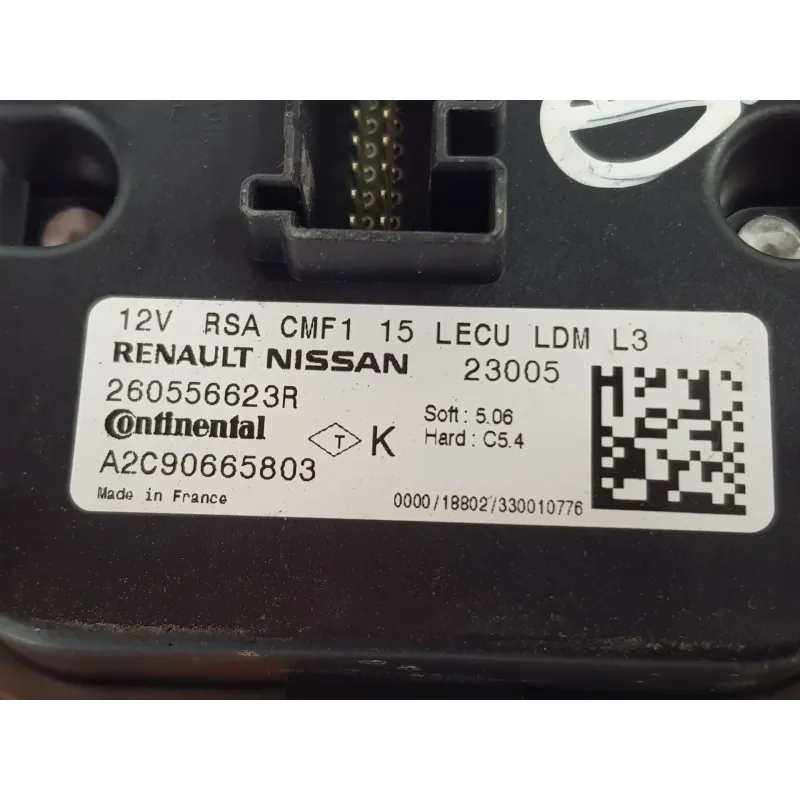 12V RSA CMF1 15 LECU LDM L3
RENAULT NISSAN 23005
260556623R
Continental
T K
Soft : 5.06
Hard : C5.4
A2C90665803
Made in France
0000/18802/330010776